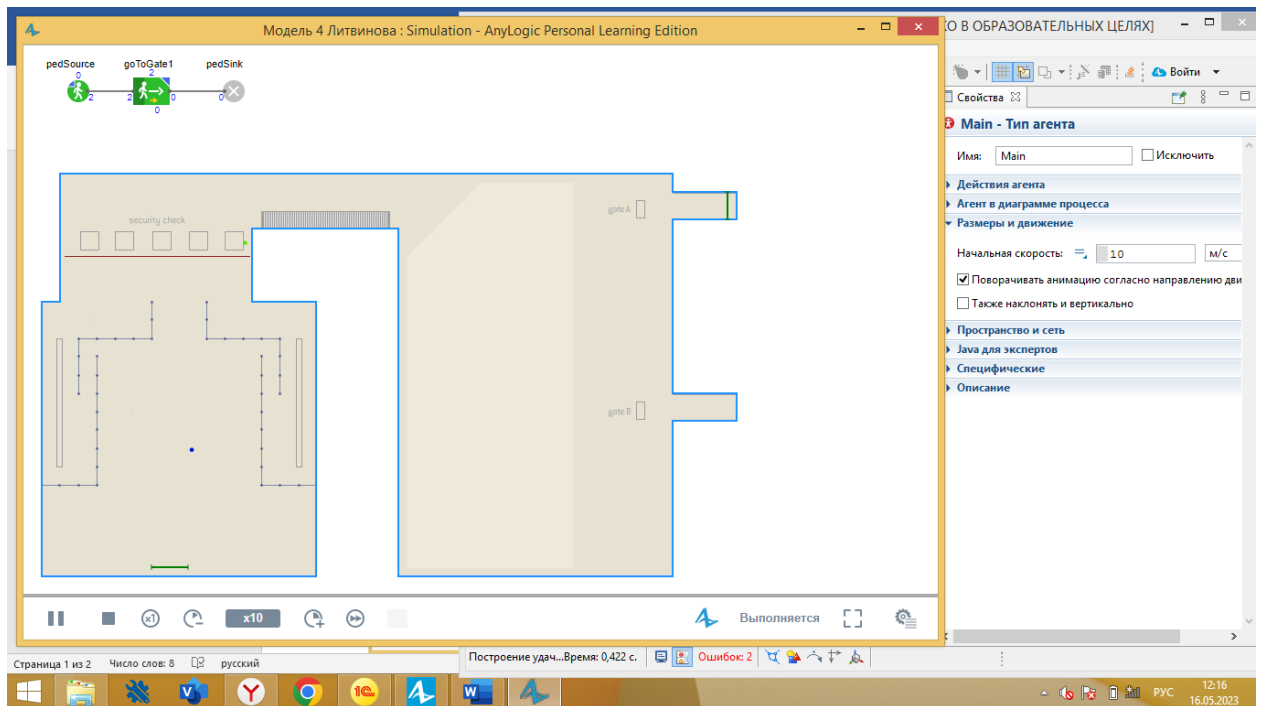 Модель 4 Литвинова : Simulation - AnyLogic Personal Learning Edition
КО В ОБРАЗОВАТЕЛЬНЫХ ЦЕЛЯХ]
pedSource
goToGate1
pedSink
0
2
2
2
0
0
0
0
security check
gate A
gate B
x1
x10
Выполняется
Войти
Свойства
Main - Тип агента
Имя:
Main
Исключить
Действия агента
Агент в диаграмме процесса
Размеры и движение
Начальная скорость:
10
м/с
Поворачивать анимацию согласно направлению дви
Также наклонять и вертикально
Пространство и сеть
Java для экспертов
Специфические
Описание
Страница 1 из 2
Число слов: 8
русский
Построение удач...Время: 0,422 с.
Ошибок: 2
РУС
12:16
16.05.2023